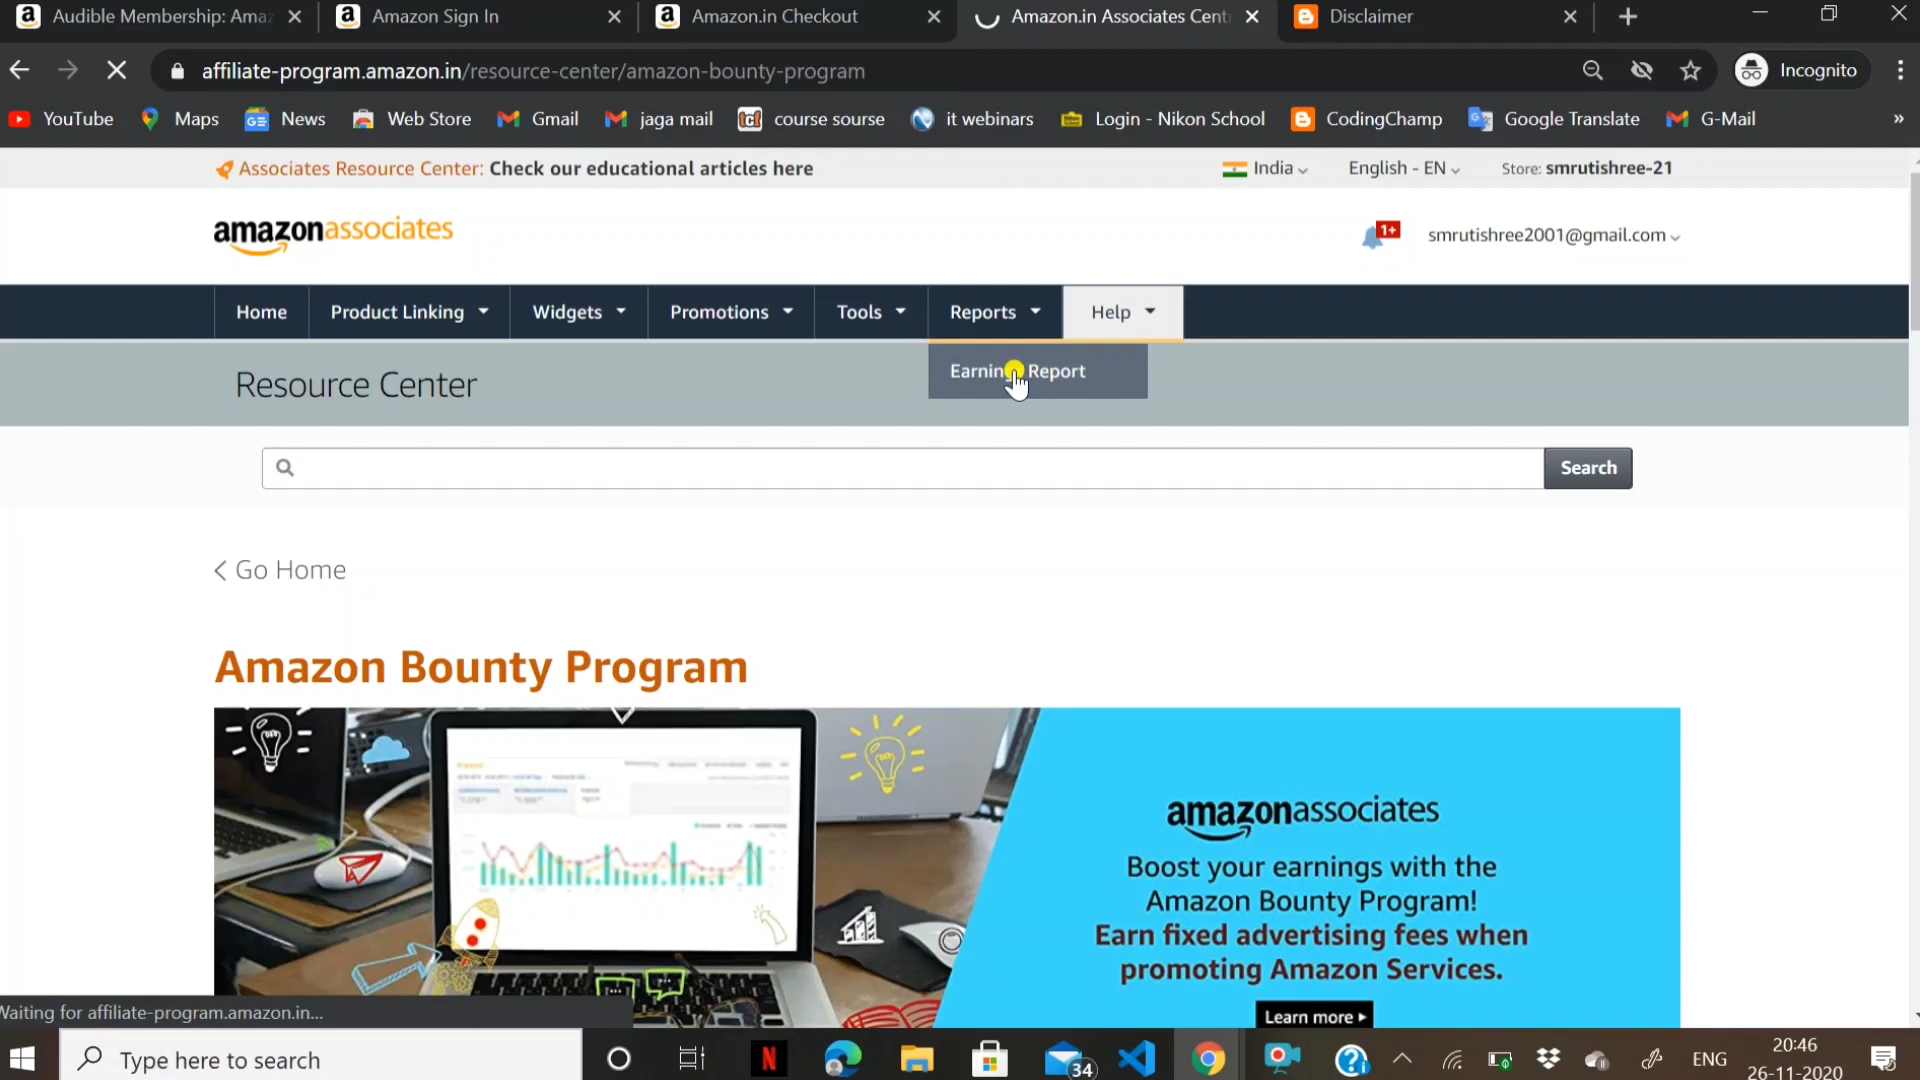 Audible Membership: Amaz
Amazon Sign In
Amazon.in Checkout
Amazon.in Associates Cent
Disclaimer
affiliate-program.amazon.in/resource-center/amazon-bounty-program
Incognito
YouTube
Maps
News
Web Store
Gmail
jaga mail
course sourse
it webinars
Login - Nikon School
CodingChamp
Google Translate
G-Mail
»
Associates Resource Center: Check our educational articles here
India
English - EN
Store: smrutishree-21
amazonassociates
1+
smrutishree2001@gmail.com
Home
Product Linking
Widgets
Promotions
Tools
Reports
Help
Earnings Report
Resource Center
Search
Go Home
Amazon Bounty Program
amazonassociates
Boost your earnings with the
Amazon Bounty Program!
Earn fixed advertising fees when
promoting Amazon Services.
Learn more
Waiting for affiliate-program.amazon.in...
Type here to search
34
ENG
20:46
26-11-2020